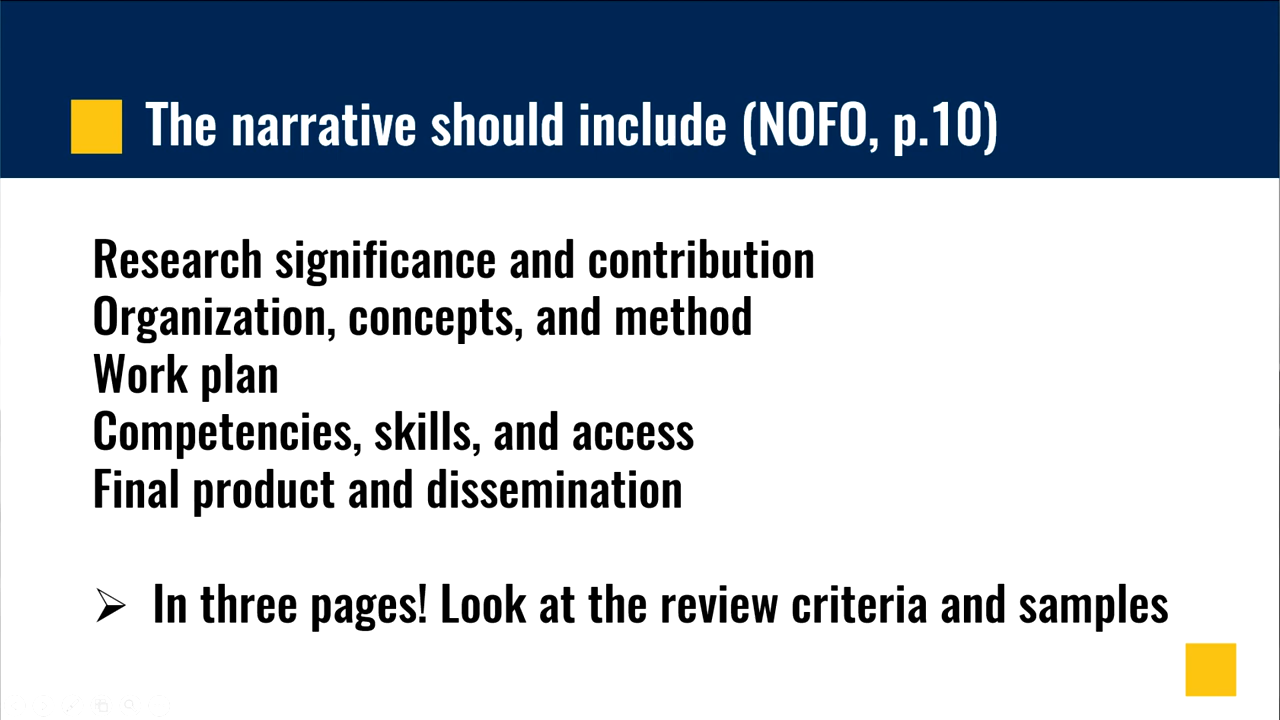 The narrative should include (NOFO, p.10)
Research significance and contribution
Organization, concepts, and method
Work plan
Competencies, skills, and access
Final product and dissemination
➢ In three pages! Look at the review criteria and samples